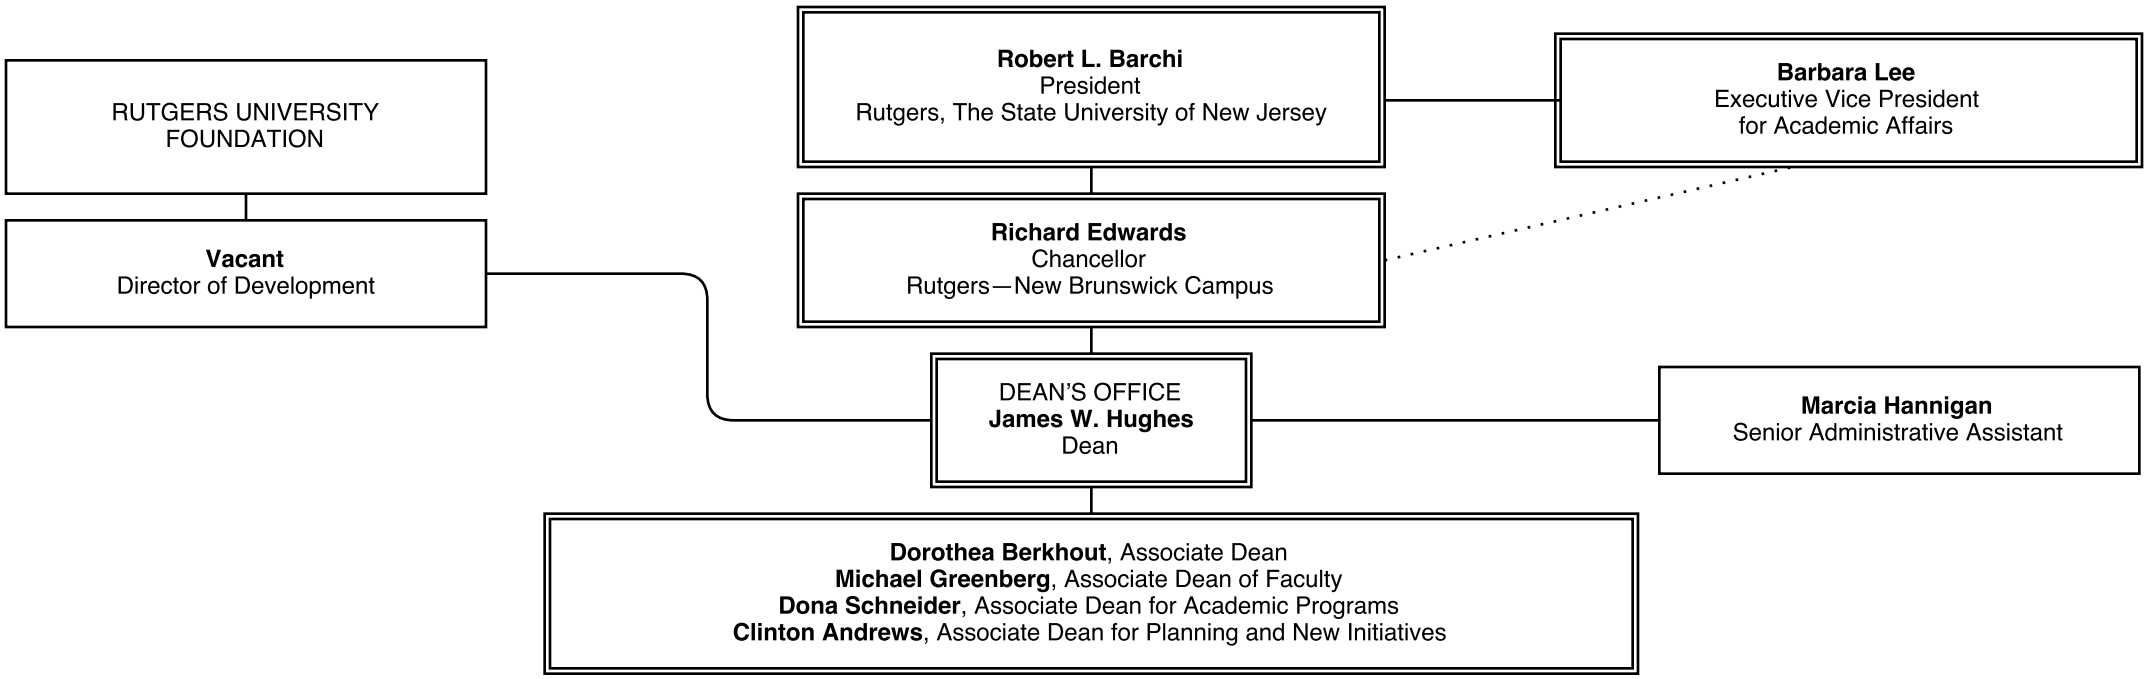 RUTGERS UNIVERSITY
FOUNDATION
Vacant
Director of Development
Robert L. Barchi
President
Rutgers, The State University of New Jersey
Barbara Lee
Executive Vice President
for Academic Affairs
Richard Edwards
Chancellor
Rutgers—New Brunswick Campus
DEAN’S OFFICE
James W. Hughes
Dean
Marcia Hannigan
Senior Administrative Assistant
Dorothea Berkhout, Associate Dean
Michael Greenberg, Associate Dean of Faculty
Dona Schneider, Associate Dean for Academic Programs
Clinton Andrews, Associate Dean for Planning and New Initiatives